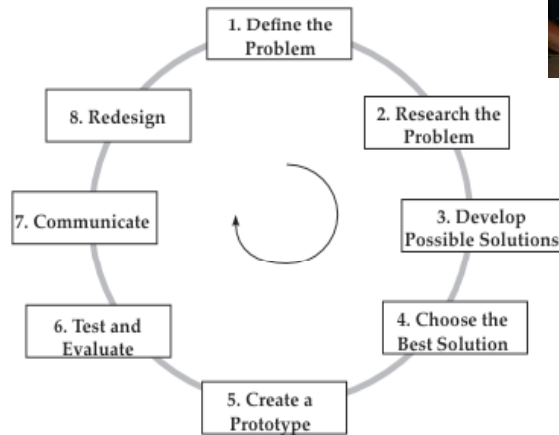 1. Define the
Problem
2. Research the
Problem
3. Develop
Possible Solutions
4. Choose the
Best Solution
5. Create a
Prototype
6. Test and
Evaluate
7. Communicate
8. Redesign